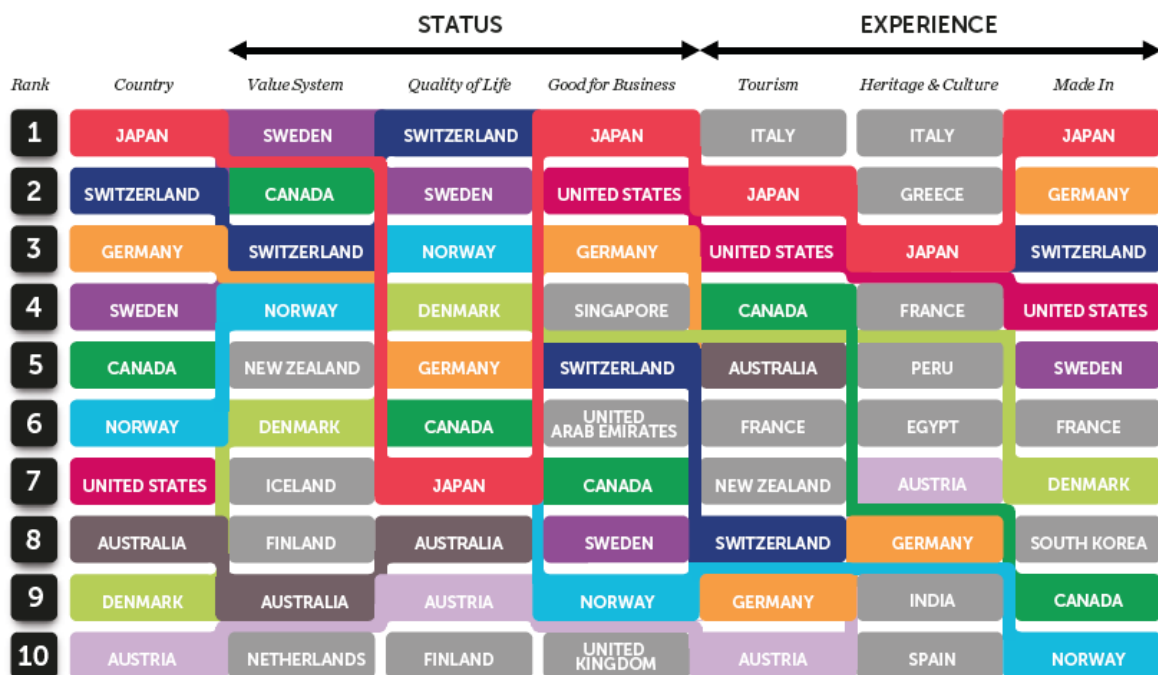 STATUS EXPERIENCE
Rank Country Value System Quality of Life Good for Business Tourism Heritage & Culture Made In
1 JAPAN SWEDEN SWITZERLAND JAPAN ITALY ITALY JAPAN
2 SWITZERLAND CANADA SWEDEN UNITED STATES JAPAN GREECE GERMANY
3 GERMANY SWITZERLAND NORWAY GERMANY UNITED STATES JAPAN SWITZERLAND
4 SWEDEN NORWAY DENMARK SINGAPORE CANADA FRANCE UNITED STATES
5 CANADA NEW ZEALAND GERMANY SWITZERLAND AUSTRALIA PERU SWEDEN
6 NORWAY DENMARK CANADA UNITED ARAB EMIRATES FRANCE EGYPT FRANCE
7 UNITED STATES ICELAND JAPAN CANADA NEW ZEALAND AUSTRIA DENMARK
8 AUSTRALIA FINLAND AUSTRALIA SWEDEN SWITZERLAND GERMANY SOUTH KOREA
9 DENMARK AUSTRALIA AUSTRIA NORWAY GERMANY INDIA CANADA
10 AUSTRIA NETHERLANDS FINLAND UNITED KINGDOM AUSTRIA SPAIN NORWAY